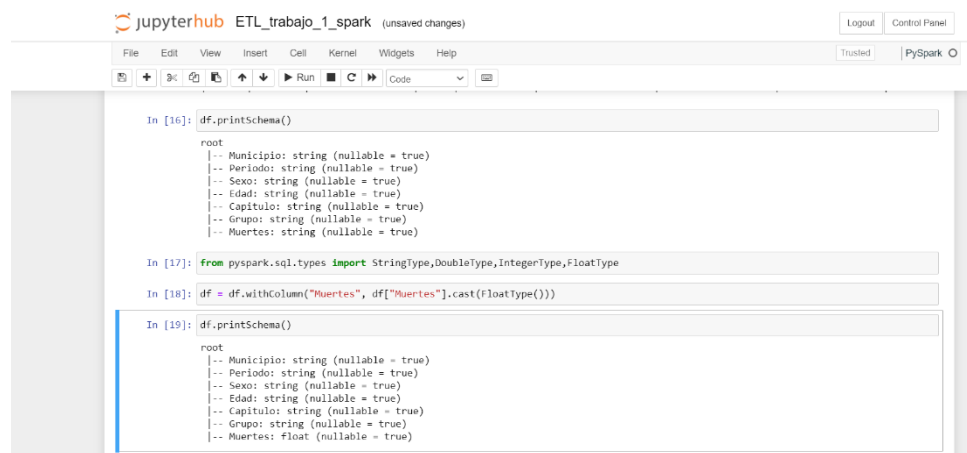 jupyterhub ETL_trabajo_1_spark (unsaved changes) Logout Control Panel
File Edit View Insert Cell Kernel Widgets Help Trusted PySpark
Run Code
In [16]: df.printSchema()
root
|-- Municipio: string (nullable = true)
|-- Periodo: string (nullable = true)
|-- Sexo: string (nullable = true)
|-- Edad: string (nullable = true)
|-- Capitulo: string (nullable = true)
|-- Grupo: string (nullable = true)
|-- Muertes: string (nullable = true)
In [17]: from pyspark.sql.types import StringType,DoubleType,IntegerType,FloatType
In [18]: df = df.withColumn("Muertes", df["Muertes"].cast(FloatType()))
In [19]: df.printSchema()
root
|-- Municipio: string (nullable = true)
|-- Periodo: string (nullable = true)
|-- Sexo: string (nullable = true)
|-- Edad: string (nullable = true)
|-- Capitulo: string (nullable = true)
|-- Grupo: string (nullable = true)
|-- Muertes: float (nullable = true)